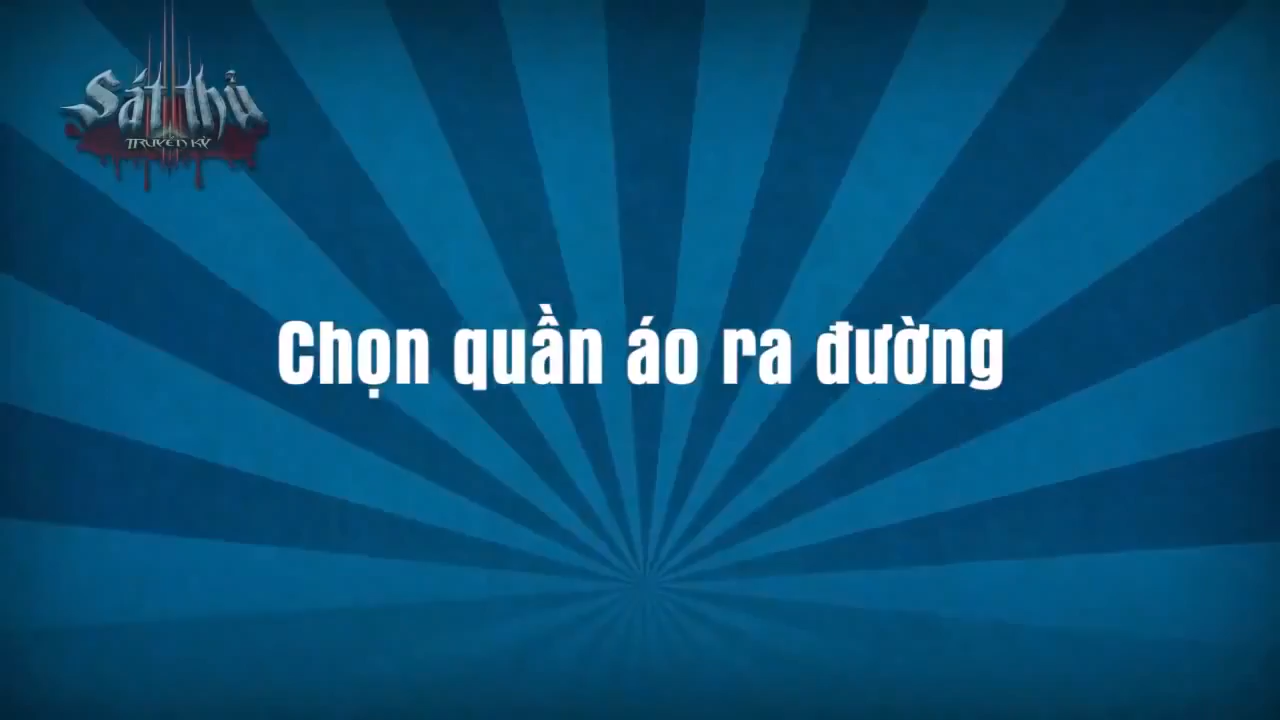 Sát thủ
TRUYỀN KỲ
Chọn quần áo ra đường